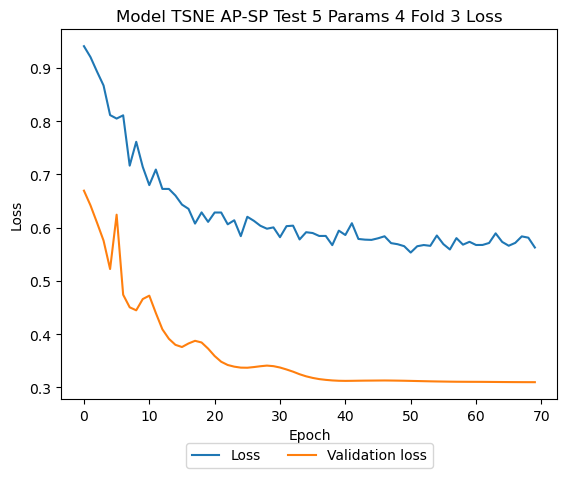 Model TSNE AP-SP Test 5 Params 4 Fold 3 Loss
Loss
0.9
0.8
0.7
0.6
0.5
0.4
0.3
0 10 20 30 40 50 60 70
Epoch
Loss Validation loss